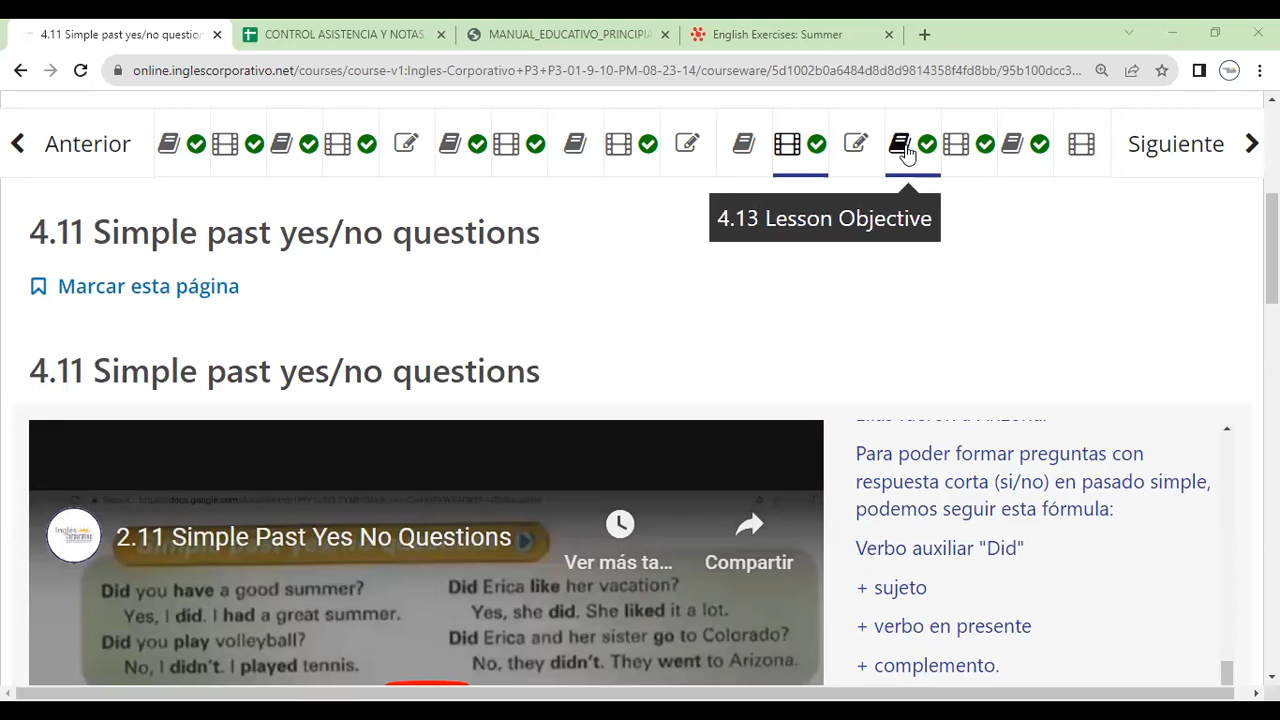 4.11 Simple past yes/no question
CONTROL ASISTENCIA Y NOTAS
MANUAL_EDUCATIVO_PRINCIPIA
English Exercises: Summer
online.inglescorporativo.net/courses/course-v1:Ingles-Corporativo+P3+P3-01-9-10-PM-08-23-14/courseware/5d1002b0a6484d8d8d9814358f4fd8bb/95b100dcc3...
Anterior
Siguiente
4.13 Lesson Objective
4.11 Simple past yes/no questions
Marcar esta página
4.11 Simple past yes/no questions
2.11 Simple Past Yes No Questions
Ver más ta...
Compartir
Did you have a good summer?
Yes, I did. I had a great summer.
Did you play volleyball?
No, I didn't. I played tennis.
Did Erica like her vacation?
Yes, she did. She liked it a lot.
Did Erica and her sister go to Colorado?
No, they didn't. They went to Arizona.
Para poder formar preguntas con
respuesta corta (si/no) en pasado simple,
podemos seguir esta fórmula:
Verbo auxiliar "Did"
+ sujeto
+ verbo en presente
+ complemento.